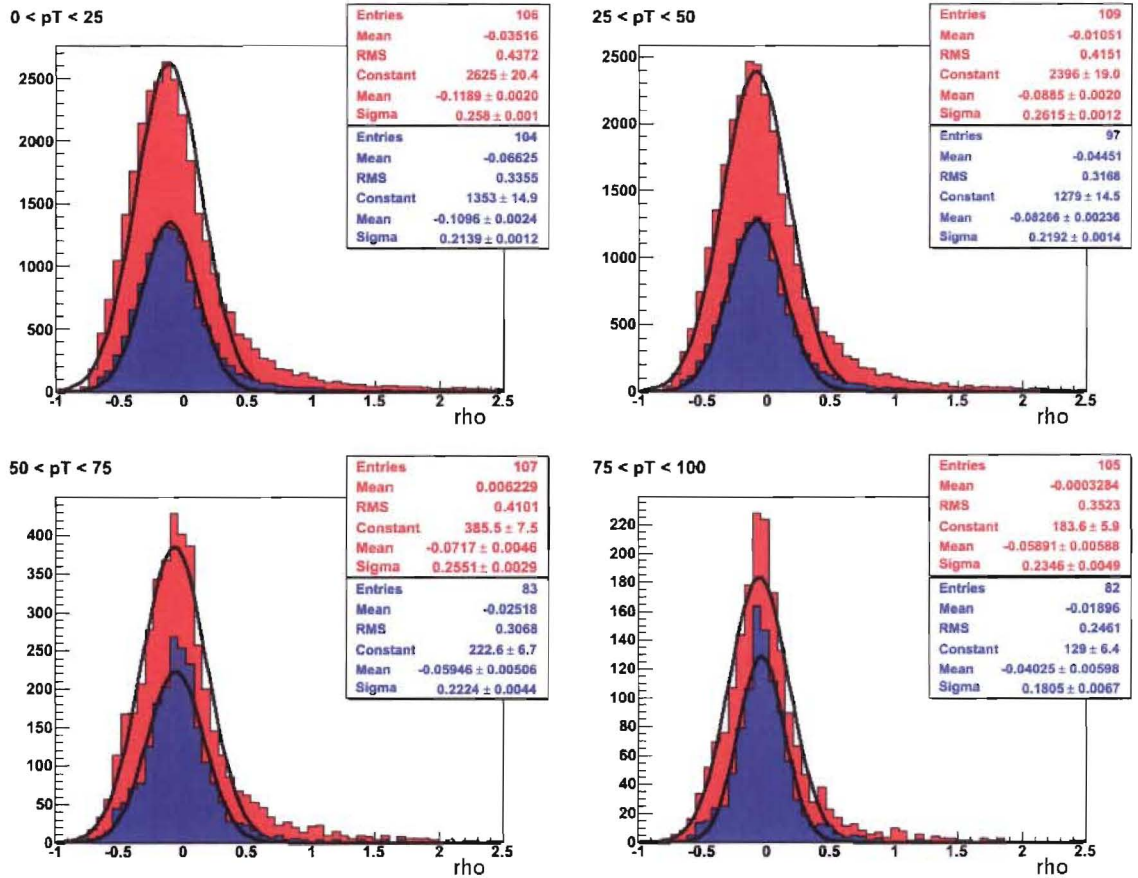 0 < pT < 25
Entries 106
Mean -0.03516
RMS 0.4372
Constant 2625 ± 20.4
Mean -0.1189 ± 0.0020
Sigma 0.258 ± 0.001
Entries 104
Mean -0.06625
RMS 0.3355
Constant 1353 ± 14.9
Mean -0.1096 ± 0.0024
Sigma 0.2139 ± 0.0012
2500
2000
1500
1000
500
0
-1 -0.5 0 0.5 1 1.5 2 2.5
rho
25 < pT < 50
Entries 109
Mean -0.01051
RMS 0.4151
Constant 2396 ± 19.0
Mean -0.0885 ± 0.0020
Sigma 0.2615 ± 0.0012
Entries 97
Mean -0.04451
RMS 0.3168
Constant 1279 ± 14.5
Mean -0.08266 ± 0.00236
Sigma 0.2192 ± 0.0014
2500
2000
1500
1000
500
0
-1 -0.5 0 0.5 1 1.5 2 2.5
rho
50 < pT < 75
Entries 107
Mean 0.006229
RMS 0.4101
Constant 385.5 ± 7.5
Mean -0.0717 ± 0.0046
Sigma 0.2551 ± 0.0029
Entries 83
Mean -0.02518
RMS 0.3068
Constant 222.6 ± 6.7
Mean -0.05946 ± 0.00506
Sigma 0.2224 ± 0.0044
400
350
300
250
200
150
100
50
0
-1 -0.5 0 0.5 1 1.5 2 2.5
rho
75 < pT < 100
Entries 105
Mean -0.0003284
RMS 0.3523
Constant 183.6 ± 5.9
Mean -0.05891 ± 0.00588
Sigma 0.2346 ± 0.0049
Entries 82
Mean -0.01896
RMS 0.2461
Constant 129 ± 6.4
Mean -0.04025 ± 0.00598
Sigma 0.1805 ± 0.0067
220
200
180
160
140
120
100
80
60
40
20
0
-1 -0.5 0 0.5 1 1.5 2 2.5
rho